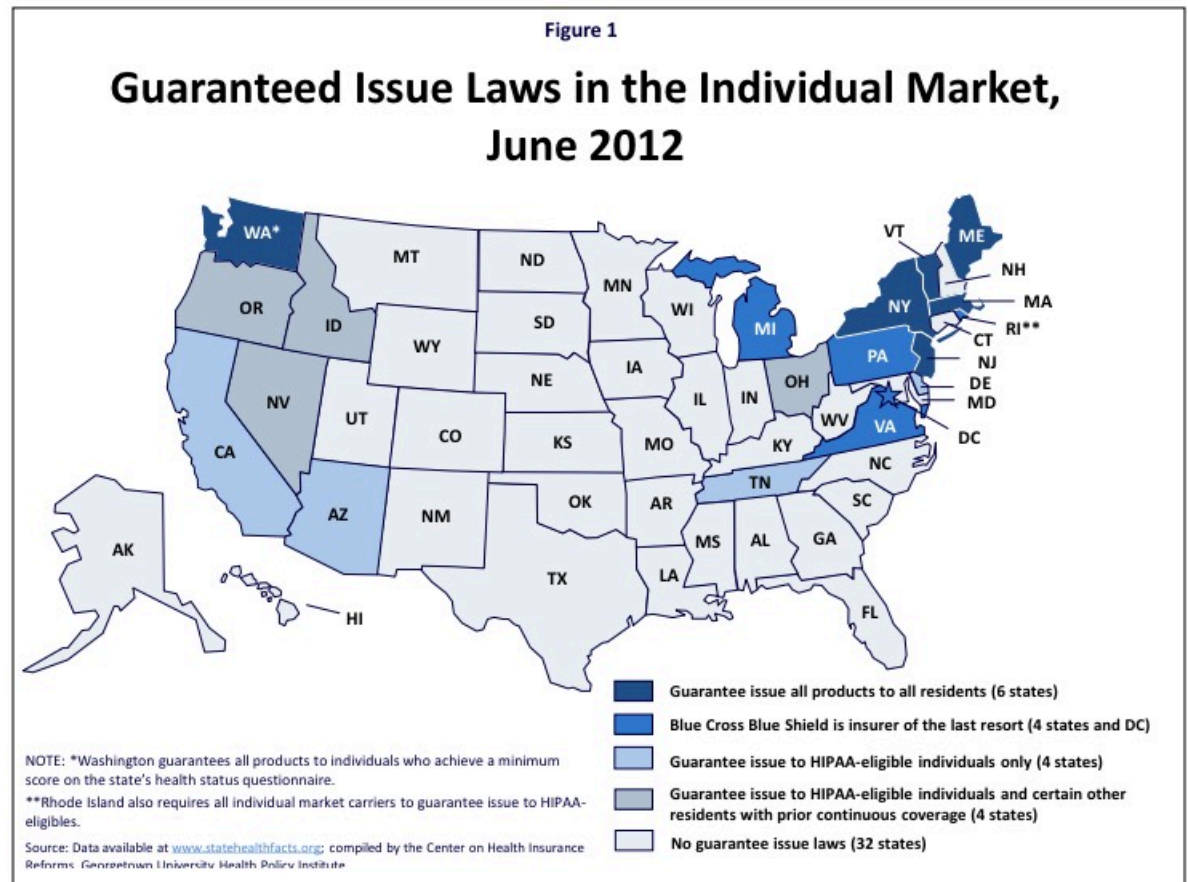 Figure 1
Guaranteed Issue Laws in the Individual Market,
June 2012
WA*
MT
ND
MN
VT
ME
NH
MA
RI**
CT
NJ
DE
MD
DC
OR
ID
WY
SD
WI
MI
NY
PA
NV
UT
CO
NE
IA
IL
IN
OH
WV
VA
CA
AZ
NM
KS
MO
KY
TN
NC
SC
OK
AR
MS
AL
GA
TX
LA
FL
AK
HI
Guarantee issue all products to all residents (6 states)
Blue Cross Blue Shield is insurer of the last resort (4 states and DC)
Guarantee issue to HIPAA-eligible individuals only (4 states)
Guarantee issue to HIPAA-eligible individuals and certain other
residents with prior continuous coverage (4 states)
No guarantee issue laws (32 states)
NOTE: *Washington guarantees all products to individuals who achieve a minimum
score on the state's health status questionnaire.
**Rhode Island also requires all individual market carriers to guarantee issue to HIPAA-
eligibles.
Source: Data available at www.statehealthfacts.org; compiled by the Center on Health Insurance
Reforms, Georgetown University Health Policy Institute